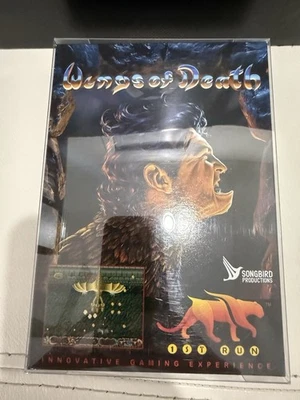 Wings of Death
SONGBIRD
PRODUCTIONS
1ST RUN
INNOVATIVE GAMING EXPERIENCE